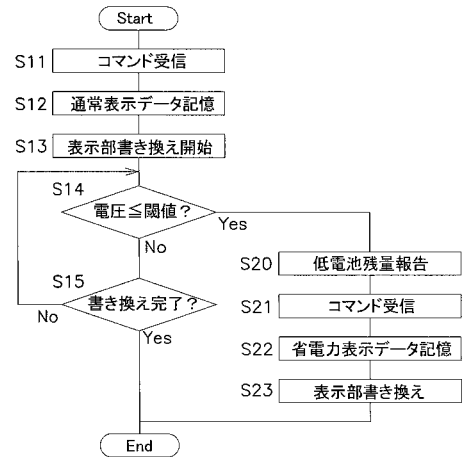 Start
S11 コマンド受信
S12 通常表示データ記憶
S13 表示部書き換え開始
S14
電圧≦閾値?
Yes
No
S15
書き換え完了?
No
Yes
S20 低電池残量報告
S21 コマンド受信
S22 省電力表示データ記憶
S23 表示部書き換え
End